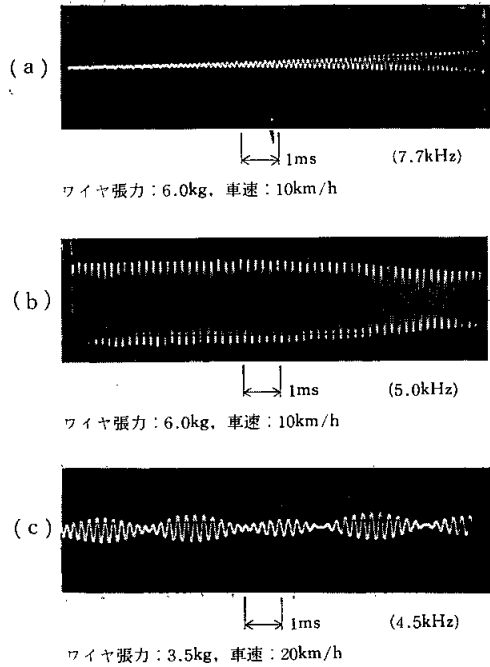 (a)
1ms
(7.7kHz)
ワイヤ張力：6.0kg，車速：10km/h
(b)
1ms
(5.0kHz)
ワイヤ張力：6.0kg，車速：10km/h
(c)
1ms
(4.5kHz)
ワイヤ張力：3.5kg，車速：20km/h